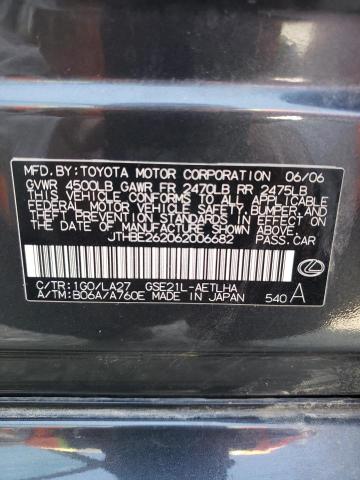 MFD. BY: TOYOTA MOTOR CORPORATION 06/06
GVWR 4500LB GAWR FR 2470LB RR 2475LB
THIS VEHICLE CONFORMS TO ALL APPLICABLE
FEDERAL MOTOR VEHICLE SAFETY, BUMPER, AND
THEFT PREVENTION STANDARDS IN EFFECT ON
THE DATE OF MANUFACTURE SHOWN ABOVE.
JTHBE262062006682 PASS.CAR
C/TR:1G0/LA27 GSE21L-AETLHA
A/TM:B06A/A760E MADE IN JAPAN 540 A